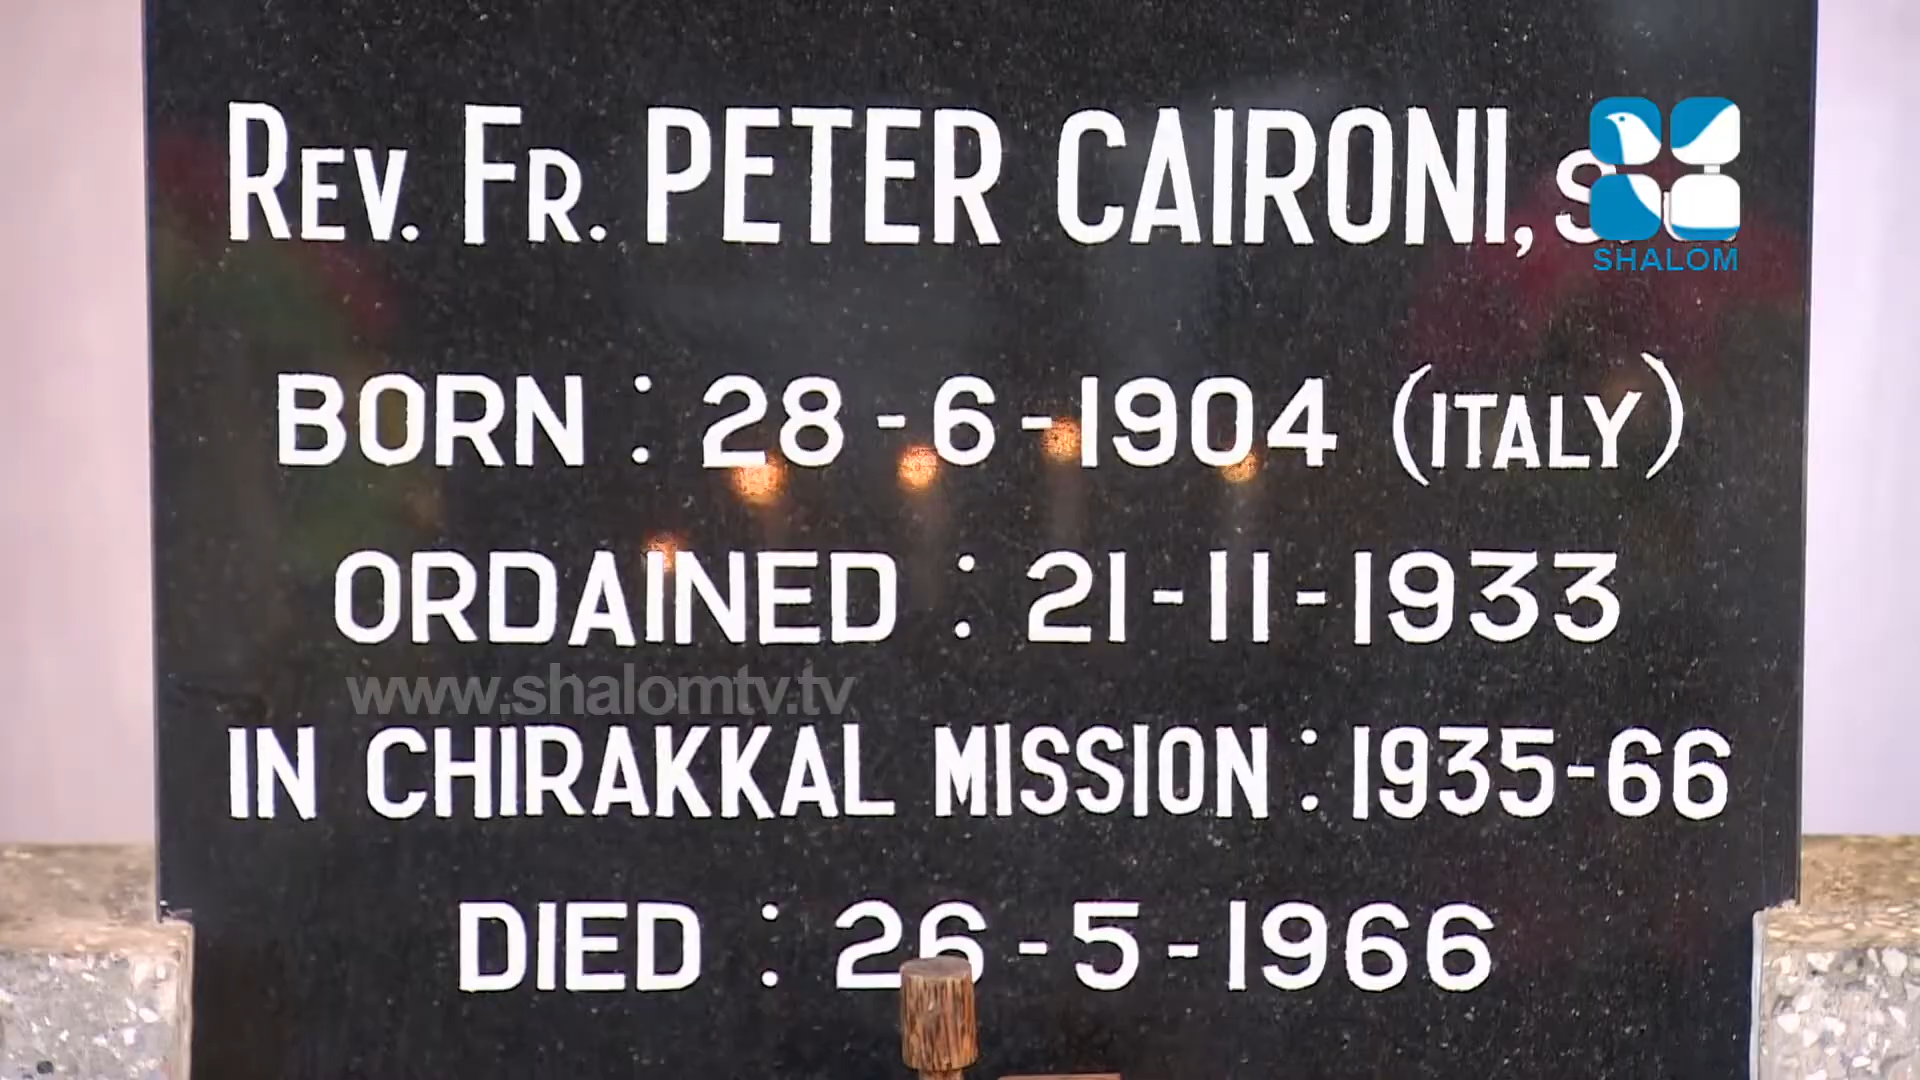 REV. FR. PETER CAIRONI,
SHALOM
BORN : 28-6-1904 (ITALY)
ORDAINED : 21-11-1933
www.shalomtv.tv
IN CHIRAKKAL MISSION : 1935-66
DIED : 26-5-1966